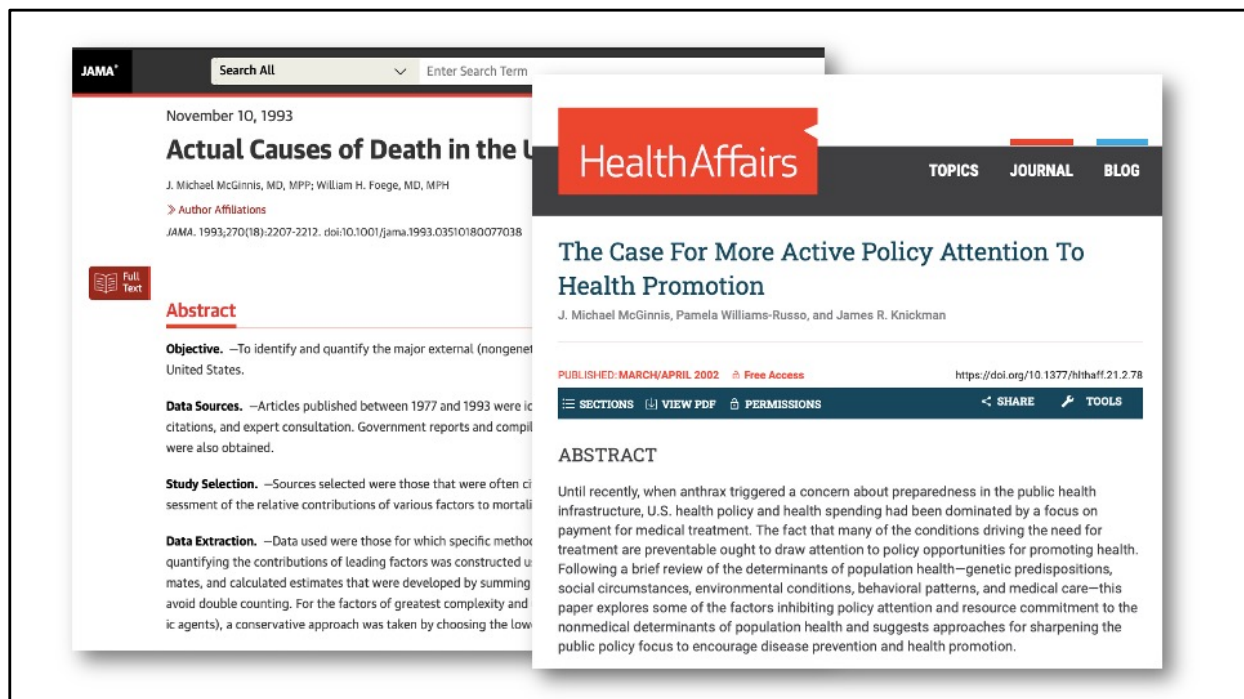 JAMA®
Search All
Enter Search Term
November 10, 1993
Actual Causes of Death in the
J. Michael McGinnis, MD, MPP; William H. Foege, MD, MPH
» Author Affiliations
JAMA. 1993;270(18):2207-2212. doi:10.1001/jama.1993.03510180077038
Full
Text
Abstract
Objective. —To identify and quantify the major external
United States.
Data Sources. —Articles published between 1977 and 1993 were
citations, and expert consultation. Government reports and
were also obtained.
Study Selection. —Sources selected were those that were often
sessment of the relative contributions of various factors to
Data Extraction. —Data used were those for which specific
quantifying the contributions of leading factors was constructed
mates, and calculated estimates that were developed by summing
avoid double counting. For the factors of greatest complexity and
ic agents), a conservative approach was taken by choosing the
HealthAffairs
TOPICS JOURNAL BLOG
The Case For More Active Policy Attention To
Health Promotion
J. Michael McGinnis, Pamela Williams-Russo, and James R. Knickman
PUBLISHED: MARCH/APRIL 2002 Free Access https://doi.org/10.1377/hlthaff.21.2.78
SECTIONS VIEW PDF PERMISSIONS SHARE TOOLS
ABSTRACT
Until recently, when anthrax triggered a concern about preparedness in the public health
infrastructure, U.S. health policy and health spending had been dominated by a focus on
payment for medical treatment. The fact that many of the conditions driving the need for
treatment are preventable ought to draw attention to policy opportunities for promoting health.
Following a brief review of the determinants of population health—genetic predispositions,
social circumstances, environmental conditions, behavioral patterns, and medical care—this
paper explores some of the factors inhibiting policy attention and resource commitment to the
nonmedical determinants of population health and suggests approaches for sharpening the
public policy focus to encourage disease prevention and health promotion.